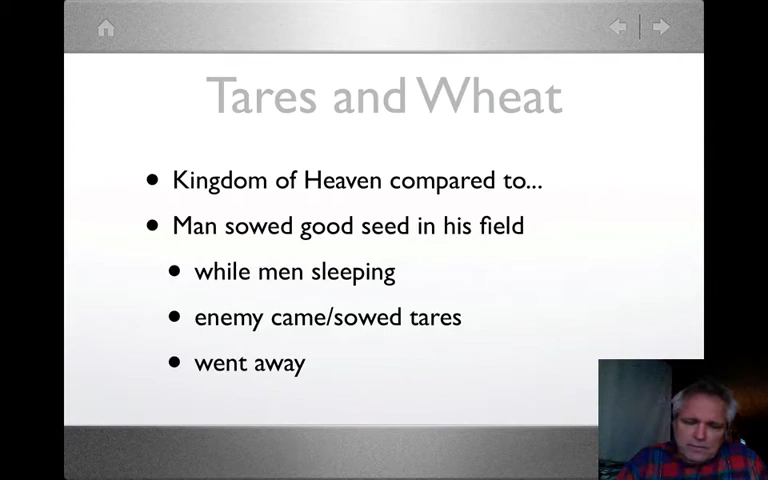 Tares and Wheat
• Kingdom of Heaven compared to...
• Man sowed good seed in his field
• while men sleeping
• enemy came/sowed tares
• went away